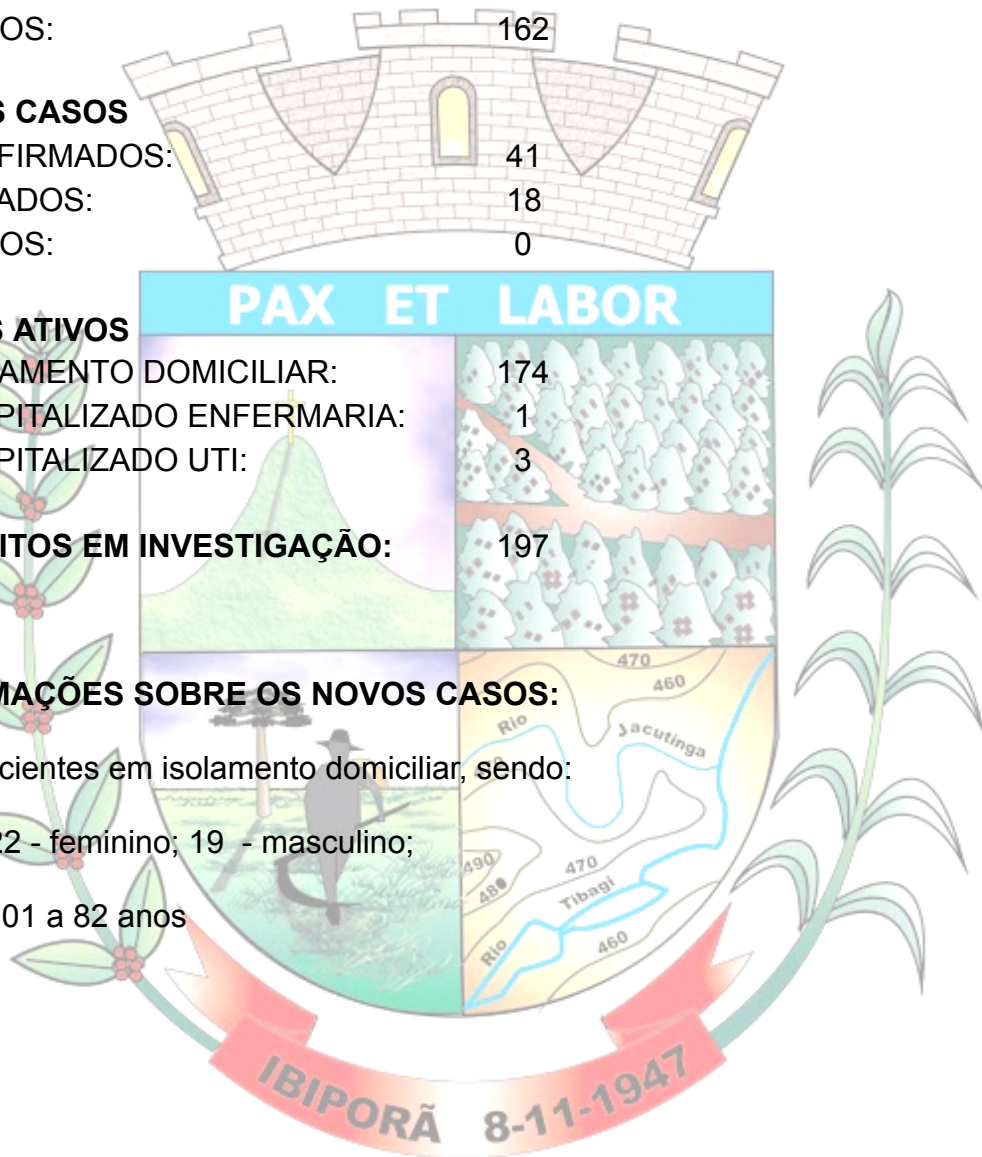 OS: 162
S CASOS
FIRMADOS: 41
ADOS: 18
OS: 0
PAX ET LABOR
S ATIVOS
AMENTO DOMICILIAR: 174
PITALIZADO ENFERMARIA: 1
PITALIZADO UTI: 3
ITOS EM INVESTIGAÇÃO: 197
470
460
MAÇÕES SOBRE OS NOVOS CASOS:
Rio Jacutinga
cientes em isolamento domiciliar, sendo:
22 - feminino; 19 - masculino;
490
480
470
Rio Tibagi
460
01 a 82 anos
IBIPORÃ 8-11-1947